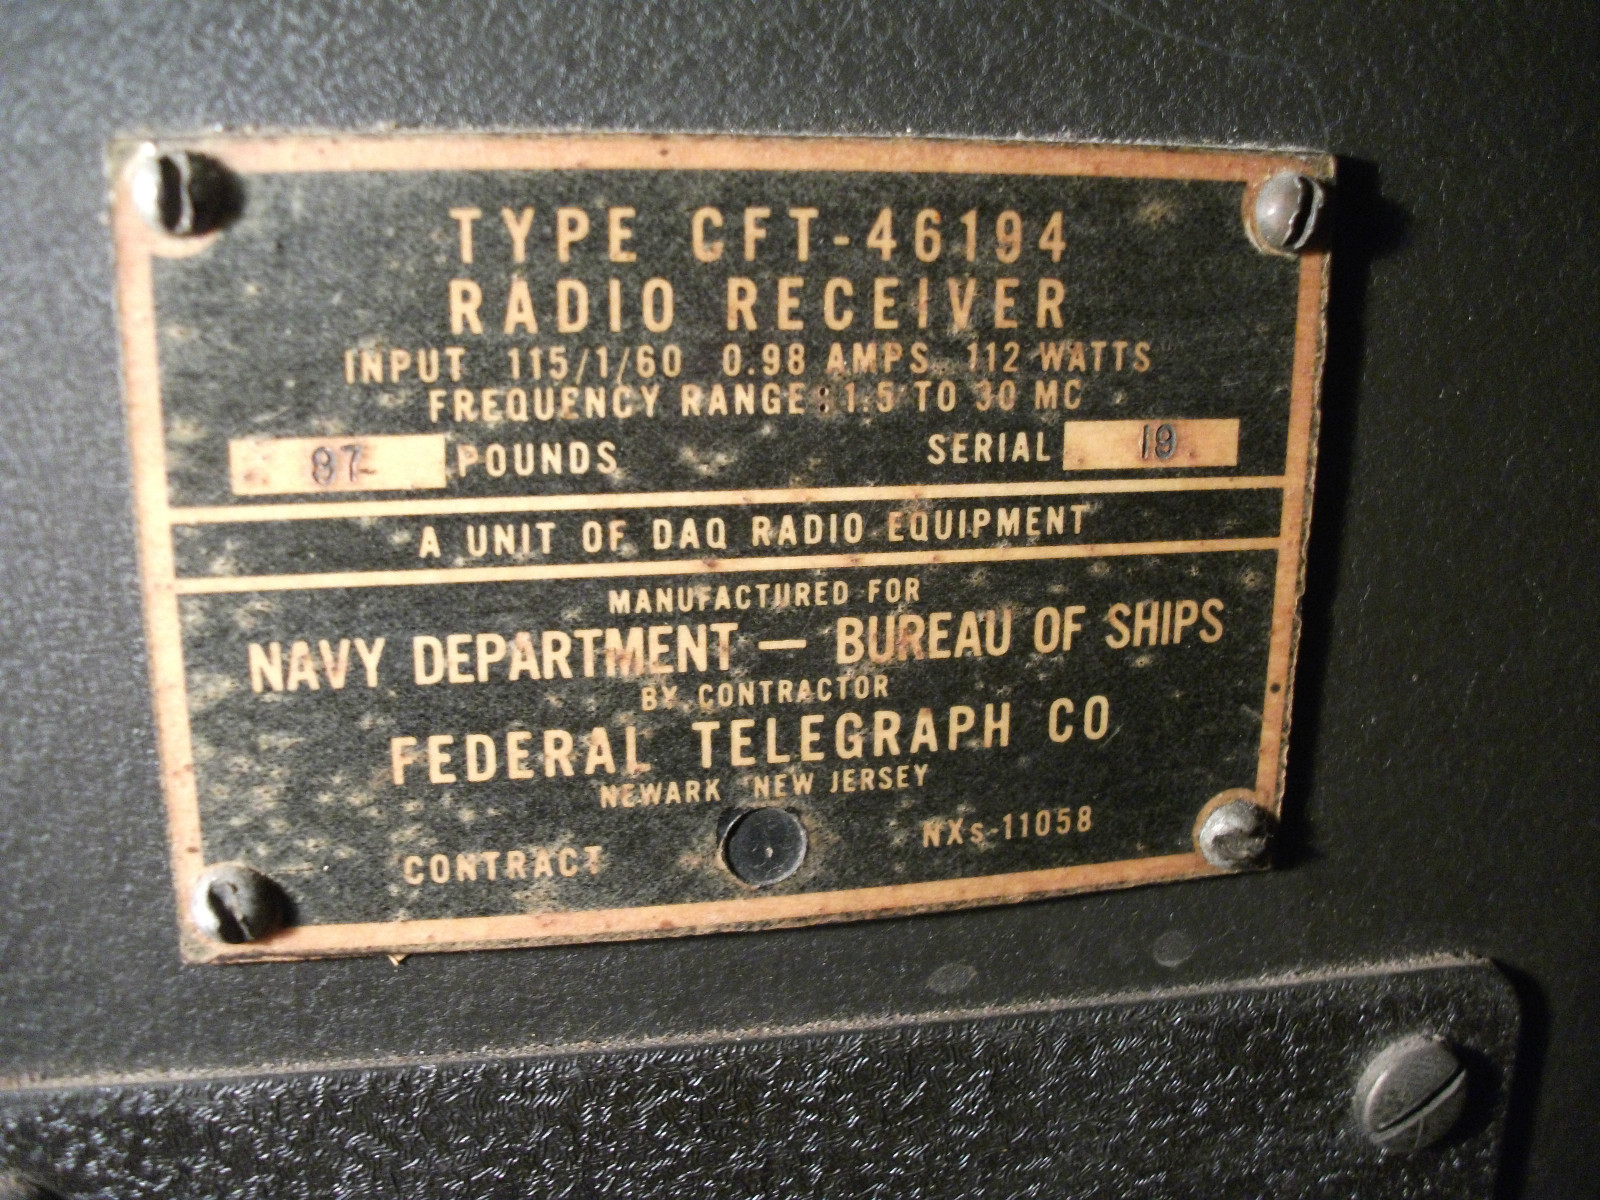 TYPE CFT-46194
RADIO RECEIVER
INPUT 115/1/60 0.98 AMPS 112 WATTS
FREQUENCY RANGE: 1.5 TO 30 MC
87 POUNDS SERIAL 19
A UNIT OF DAQ RADIO EQUIPMENT
MANUFACTURED FOR
NAVY DEPARTMENT — BUREAU OF SHIPS
BY CONTRACTOR
FEDERAL TELEGRAPH CO
NEWARK NEW JERSEY
CONTRACT NXs-11058